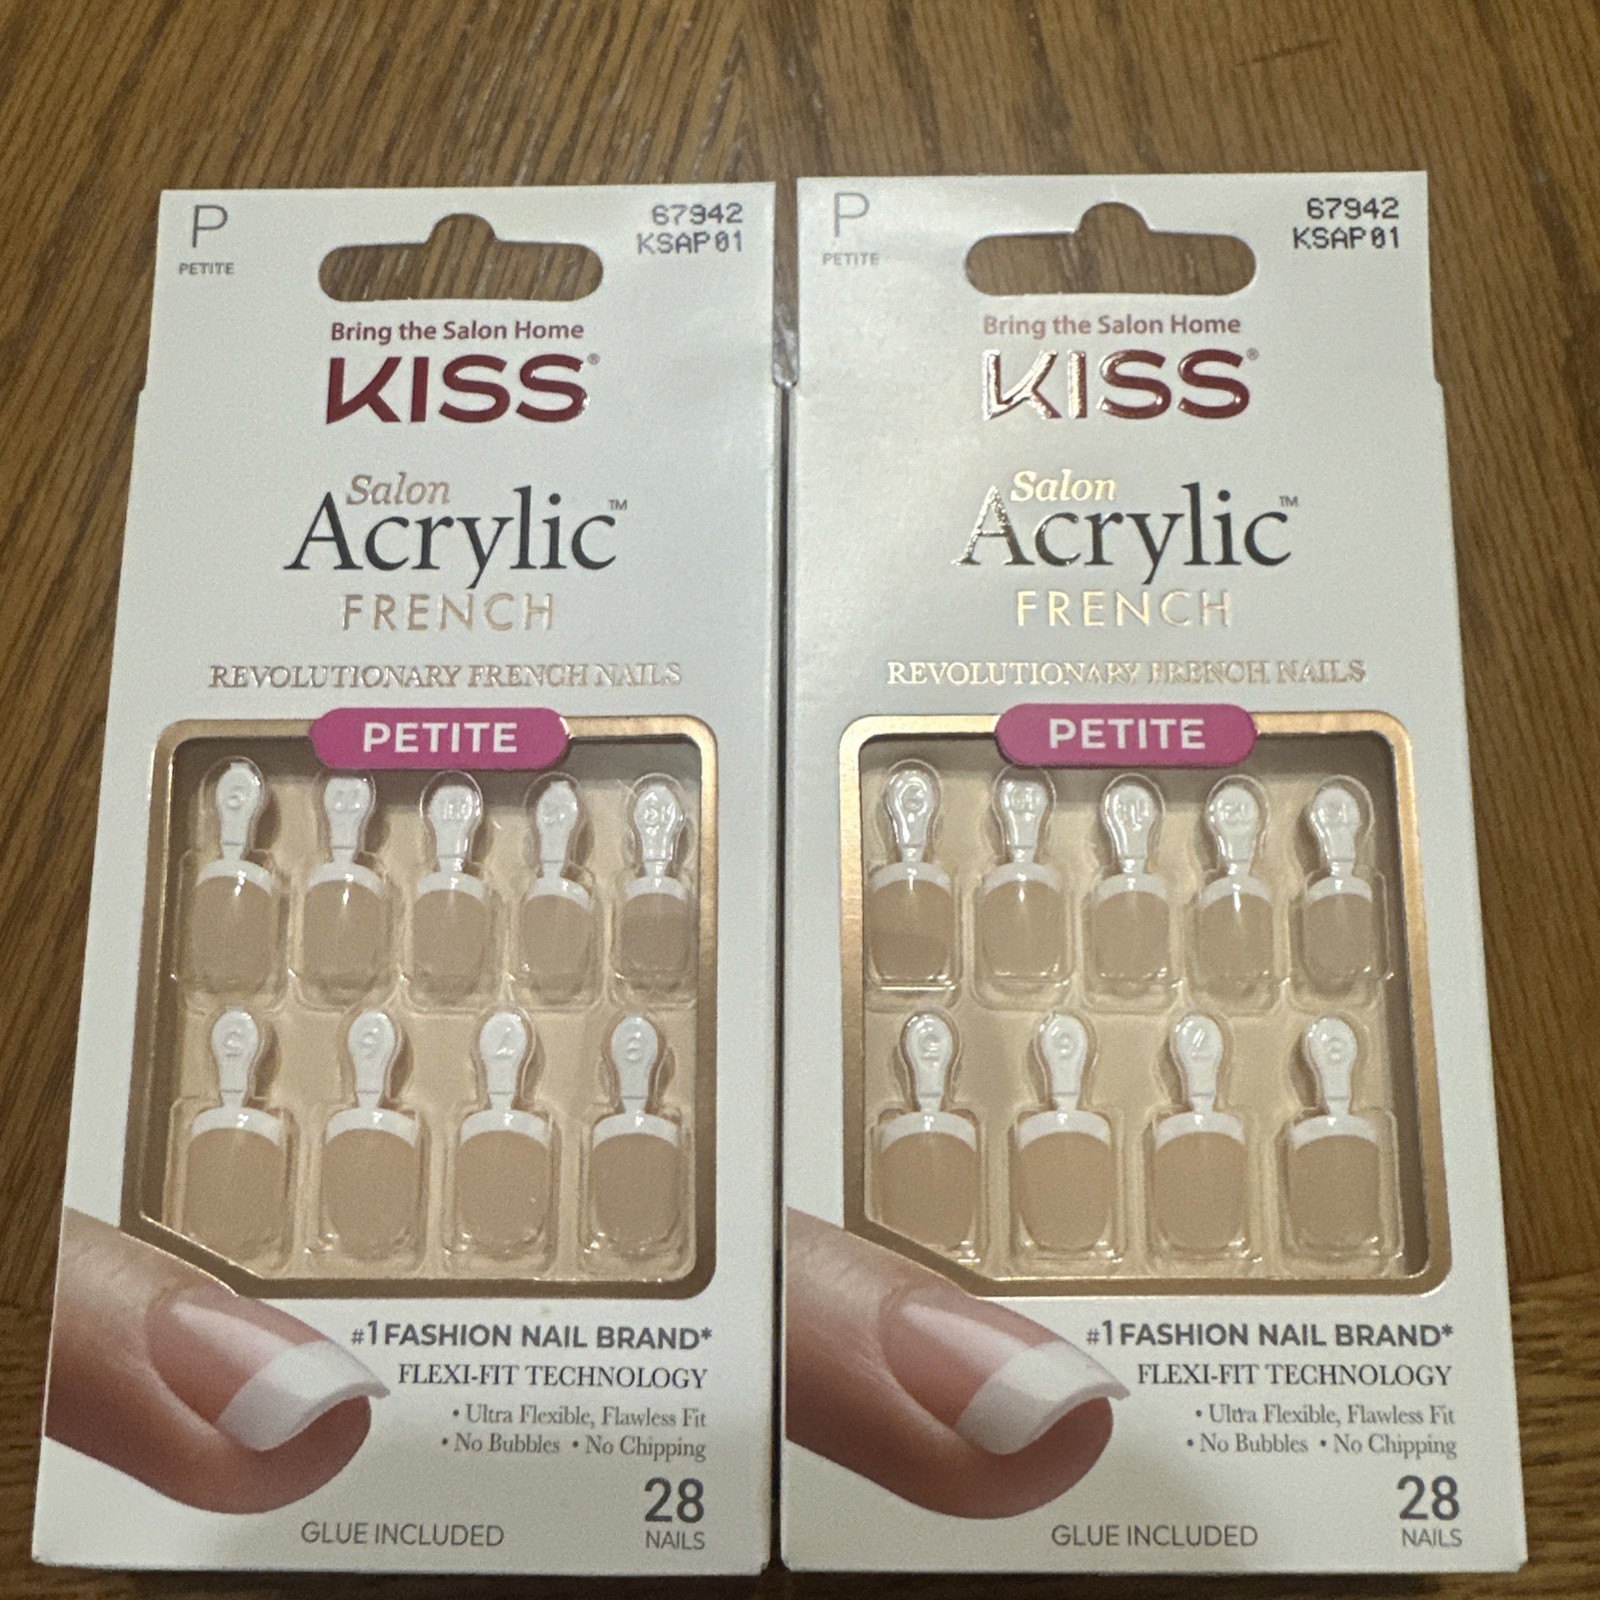 P
PETITE
67942
KSAP01
Bring the Salon Home
KISS®
Salon
Acrylic™
FRENCH
REVOLUTIONARY FRENCH NAILS
PETITE
#1 FASHION NAIL BRAND*
FLEXI-FIT TECHNOLOGY
• Ultra Flexible, Flawless Fit
• No Bubbles • No Chipping
28
NAILS
GLUE INCLUDED
P
PETITE
67942
KSAP01
Bring the Salon Home
KISS®
Salon
Acrylic™
FRENCH
REVOLUTIONARY FRENCH NAILS
PETITE
#1 FASHION NAIL BRAND*
FLEXI-FIT TECHNOLOGY
• Ultra Flexible, Flawless Fit
• No Bubbles • No Chipping
28
NAILS
GLUE INCLUDED